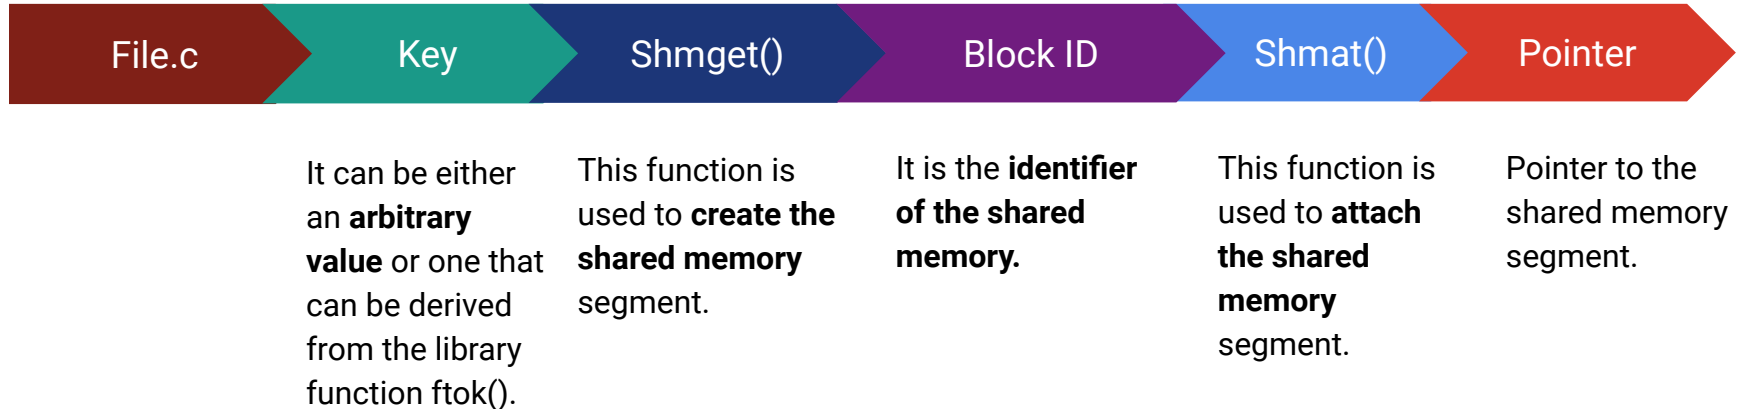 File.c
Key
Shmget()
Block ID
Shmat()
Pointer
It can be either
an arbitrary
value or one that
can be derived
from the library
function ftok().
This function is
used to create the
shared memory
segment.
It is the identifier
of the shared
memory.
This function is
used to attach
the shared
memory
segment.
Pointer to the
shared memory
segment.